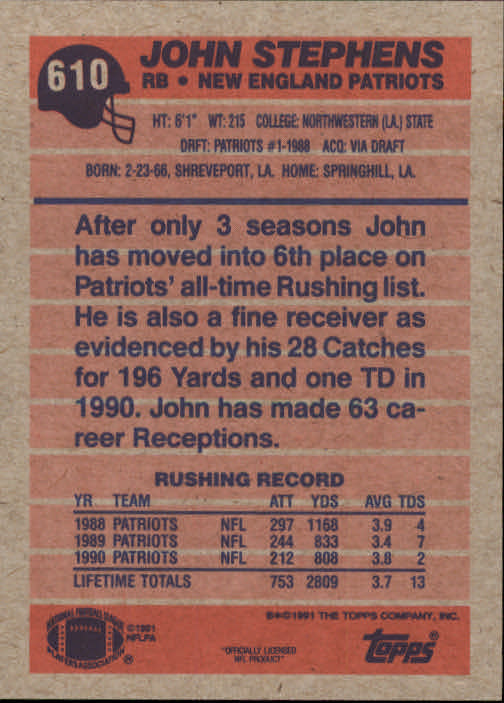 610
JOHN STEPHENS
RB • NEW ENGLAND PATRIOTS
HT: 6'1" WT: 215 COLLEGE: NORTHWESTERN (LA.) STATE
DRFT: PATRIOTS #1-1988 ACQ: VIA DRAFT
BORN: 2-23-66, SHREVEPORT, LA. HOME: SPRINGHILL, LA.
After only 3 seasons John
has moved into 6th place on
Patriots' all-time Rushing list.
He is also a fine receiver as
evidenced by his 28 Catches
for 196 Yards and one TD in
1990. John has made 63 ca-
reer Receptions.
RUSHING RECORD
YR TEAM ATT YDS AVG TDS
1988 PATRIOTS NFL 297 1168 3.9 4
1989 PATRIOTS NFL 244 833 3.4 7
1990 PATRIOTS NFL 212 808 3.8 2
LIFETIME TOTALS 753 2809 3.7 13
©1991 THE TOPPS COMPANY, INC.
NATIONAL FOOTBALL LEAGUE
PLAYERS ASSOCIATION
®
©1991
NFLPA
"OFFICIALLY LICENSED
NFL PRODUCT"
topps®